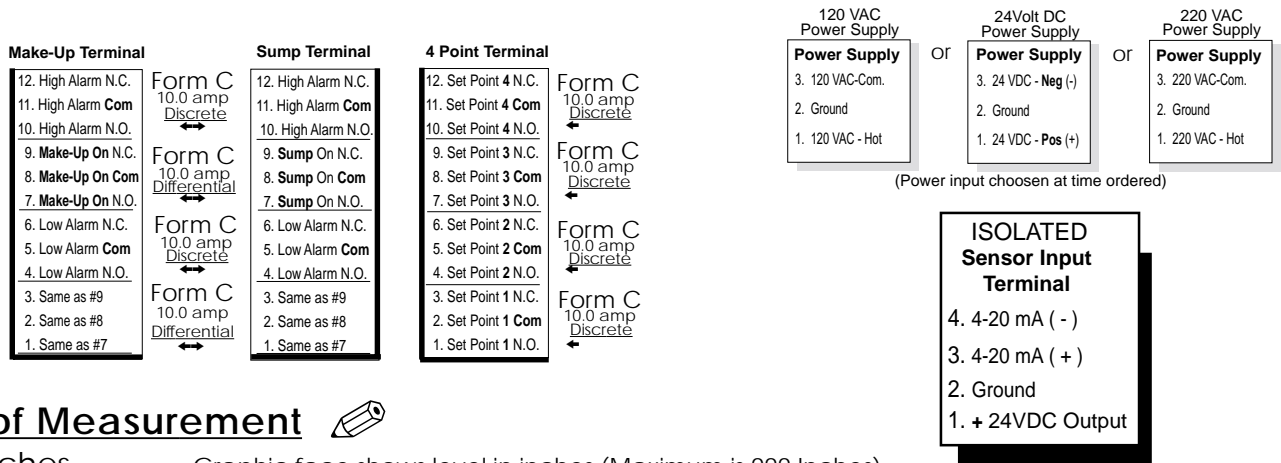 Make-Up Terminal
12. High Alarm N.C.
11. High Alarm Com
10. High Alarm N.O.
9. Make-Up On N.C.
8. Make-Up On Com
7. Make-Up On N.O.
6. Low Alarm N.C.
5. Low Alarm Com
4. Low Alarm N.O.
3. Same as #9
2. Same as #8
1. Same as #7
Form C
10.0 amp
Discrete
Form C
10.0 amp
Differential
Form C
10.0 amp
Discrete
Form C
10.0 amp
Differential
Sump Terminal
12. High Alarm N.C.
11. High Alarm Com
10. High Alarm N.O.
9. Sump On N.C.
8. Sump On Com
7. Sump On N.O.
6. Low Alarm N.C.
5. Low Alarm Com
4. Low Alarm N.O.
3. Same as #9
2. Same as #8
1. Same as #7
4 Point Terminal
12. Set Point 4 N.C.
11. Set Point 4 Com
10. Set Point 4 N.O.
9. Set Point 3 N.C.
8. Set Point 3 Com
7. Set Point 3 N.O.
6. Set Point 2 N.C.
5. Set Point 2 Com
4. Set Point 2 N.O.
3. Set Point 1 N.C.
2. Set Point 1 Com
1. Set Point 1 N.O.
Form C
10.0 amp
Discrete
Form C
10.0 amp
Discrete
Form C
10.0 amp
Discrete
Form C
10.0 amp
Discrete
120 VAC
Power Supply
Power Supply
3. 120 VAC-Com.
2. Ground
1. 120 VAC - Hot
or
24Volt DC
Power Supply
Power Supply
3. 24 VDC - Neg (-)
2. Ground
1. 24 VDC - Pos (+)
or
220 VAC
Power Supply
Power Supply
3. 220 VAC-Com.
2. Ground
1. 220 VAC - Hot
(Power input choosen at time ordered)
ISOLATED
Sensor Input
Terminal
4. 4-20 mA ( - )
3. 4-20 mA ( + )
2. Ground
1. + 24VDC Output
of Measurement
Graphic face shows level in inches (Maximum is 999 Inches)